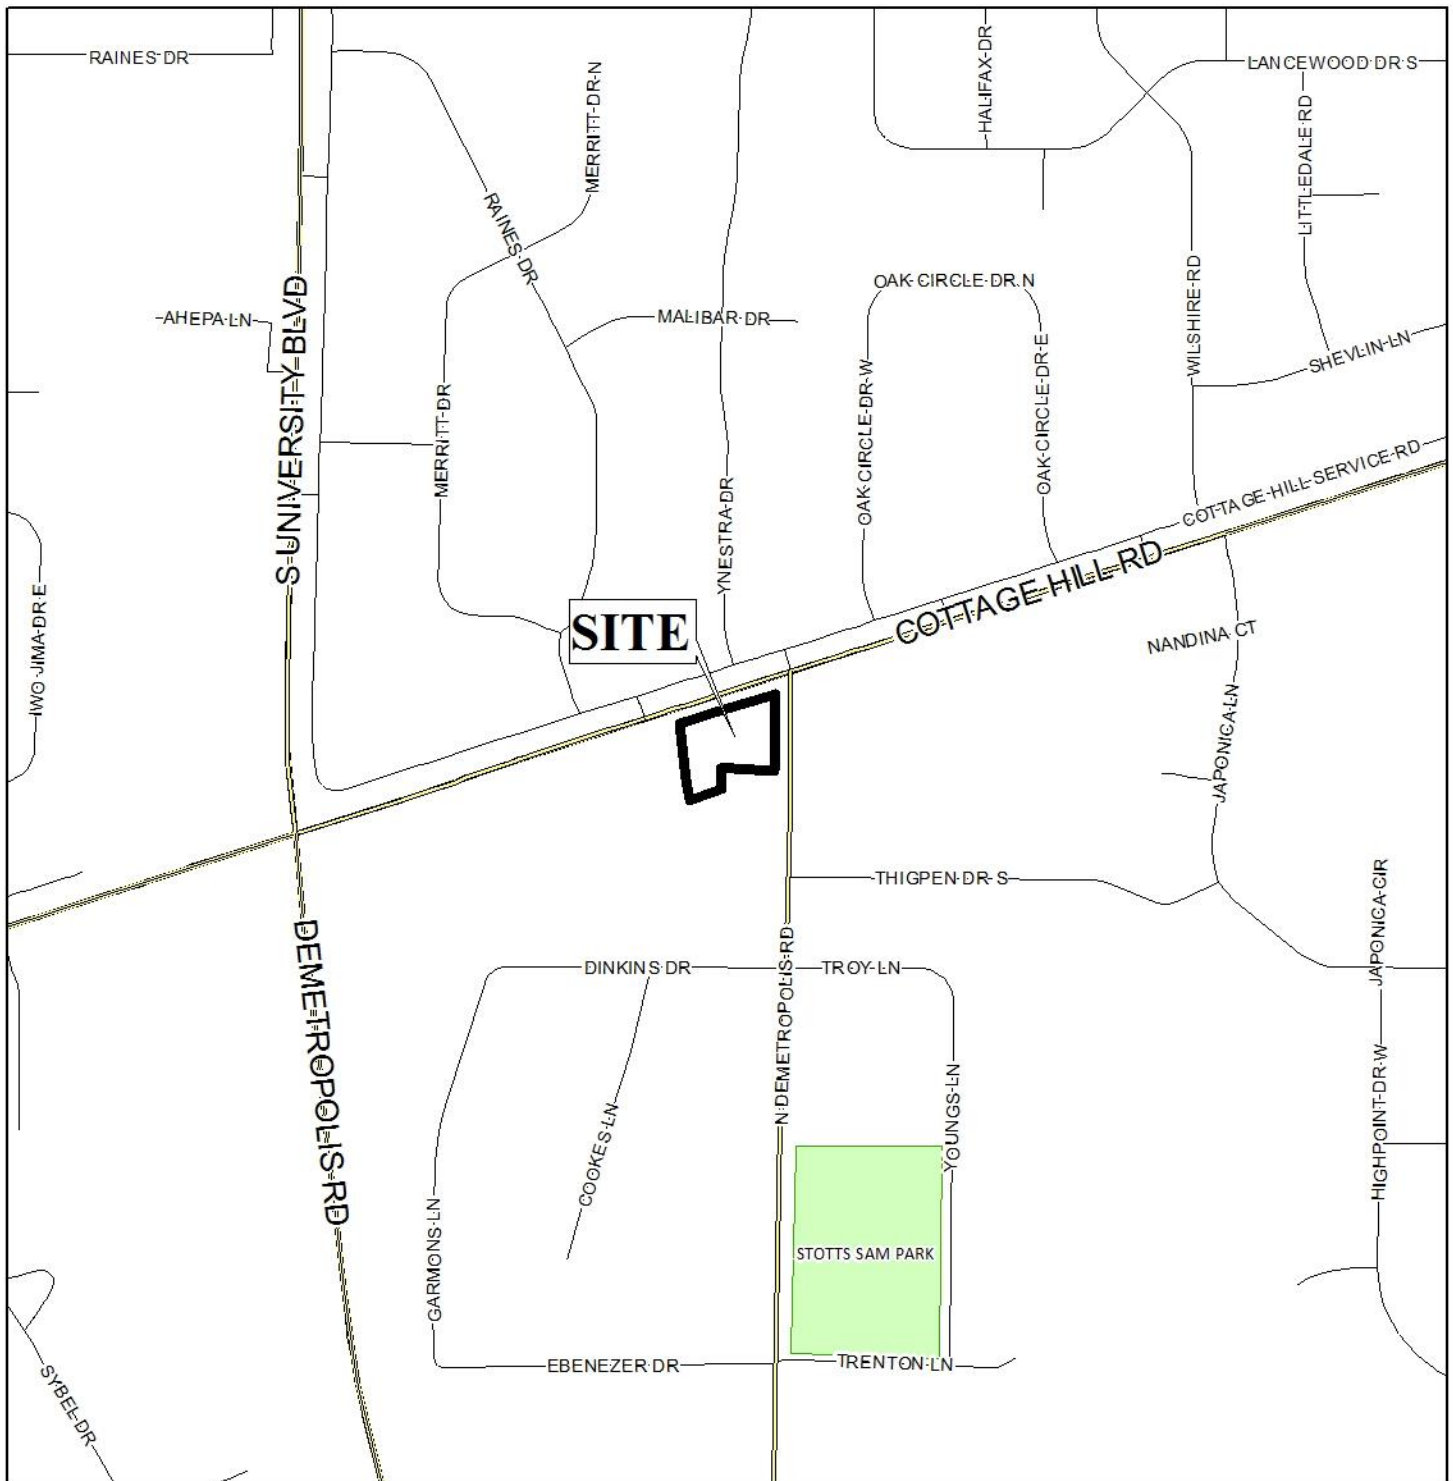 RAINES DR
HALIFAX DR
LANCEWOOD DR S
MERRITT DR N
LITTLEDALE RD
RAINES DR
S UNIVERSITY BLVD
AHEPA LN
MALIBAR DR
OAK CIRCLE DR N
WILSHIRE RD
SHEVLIN LN
MERRITT DR
OAK CIRCLE DR W
OAK CIRCLE DR E
YNESTRA DR
COTTAGE HILL SERVICE RD
COTTAGE HILL RD
IWO JIMA DR E
SITE
NANDINA CT
JAPONICA LN
THIGPEN DR S
JAPONICA CIR
DEMETROPOLIS RD
DINKINS DR
TROY LN
N DEMETROPOLIS RD
COOKES LN
YOUNGS LN
HIGHPOINT DR W
GARMONS LN
STOTTS SAM PARK
EBENEZER DR
TRENTON LN
SYBEL DR